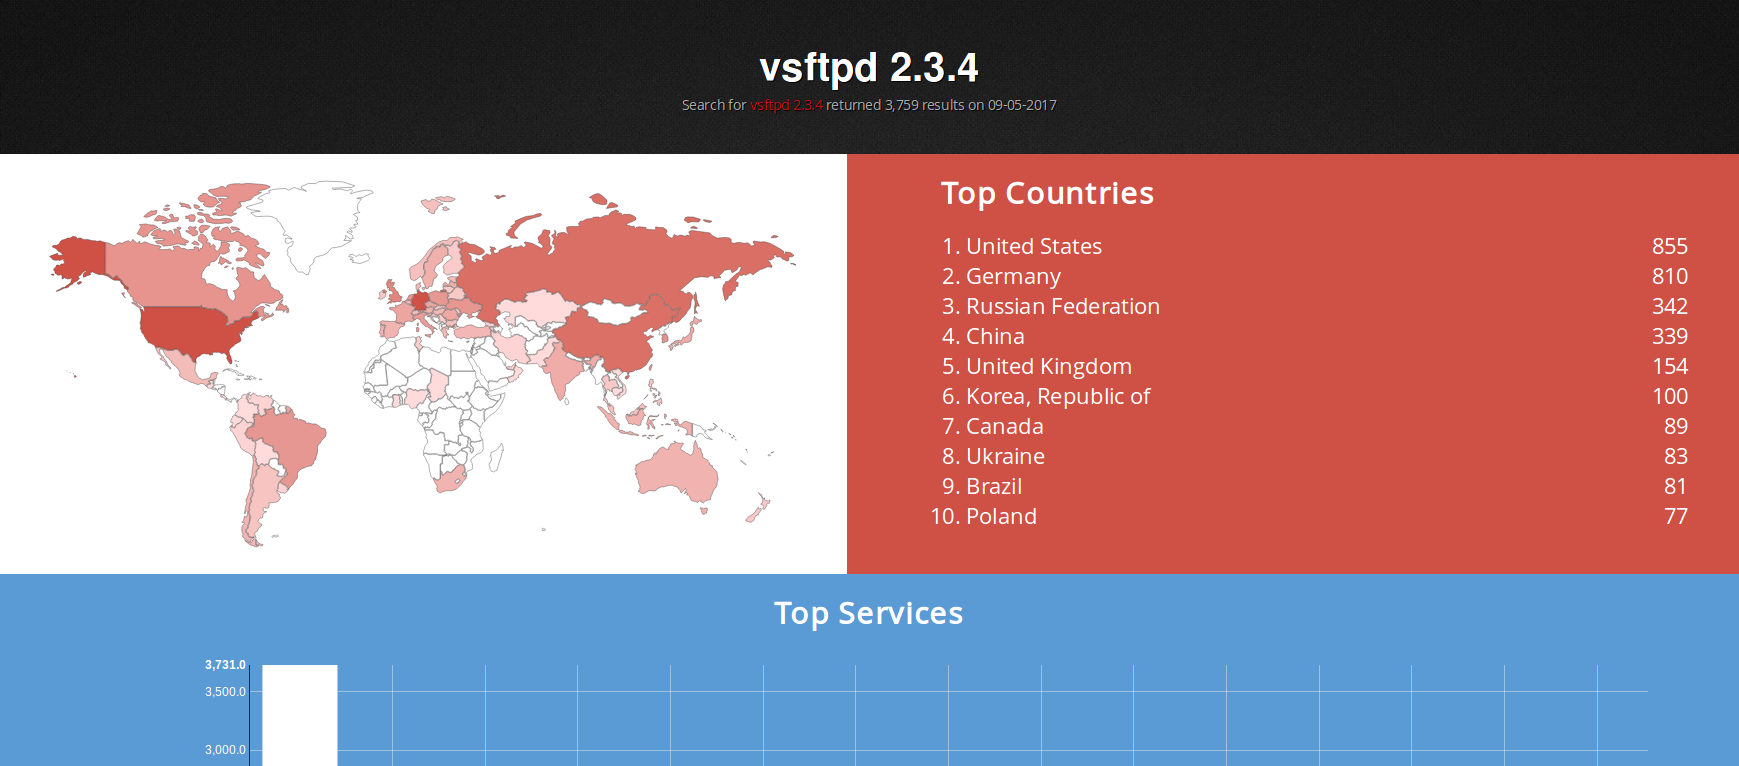 vsftpd 2.3.4
Search for vsftpd 2.3.4 returned 3,759 results on 09-05-2017
Top Countries
1. United States 855
2. Germany 810
3. Russian Federation 342
4. China 339
5. United Kingdom 154
6. Korea, Republic of 100
7. Canada 89
8. Ukraine 83
9. Brazil 81
10. Poland 77
Top Services
3,731.0
3,500.0
3,000.0